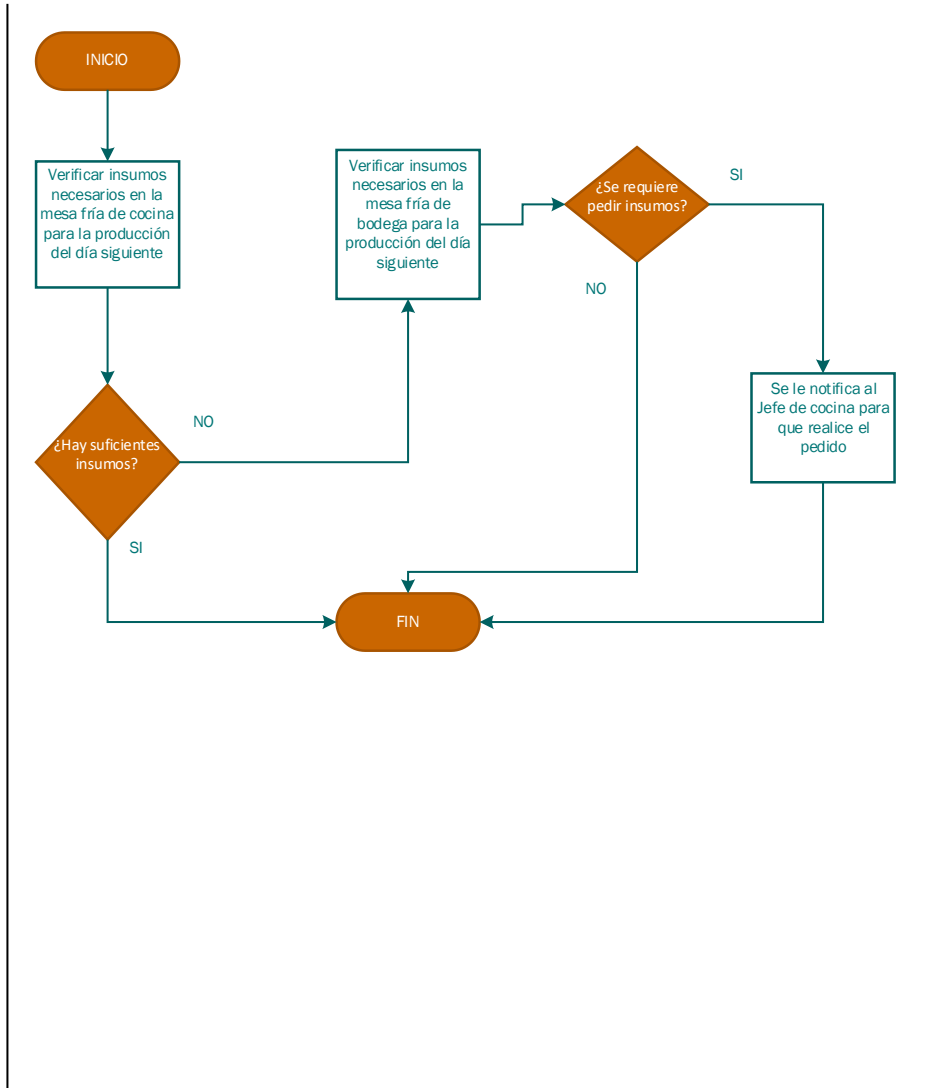 INICIO
Verificar insumos
necesarios en la
mesa fría de cocina
para la producción
del día siguiente
¿Hay suficientes
insumos?
NO
SI
Verificar insumos
necesarios en la
mesa fría de
bodega para la
producción del día
siguiente
¿Se requiere
pedir insumos?
SI
NO
Se le notifica al
Jefe de cocina para
que realice el
pedido
FIN